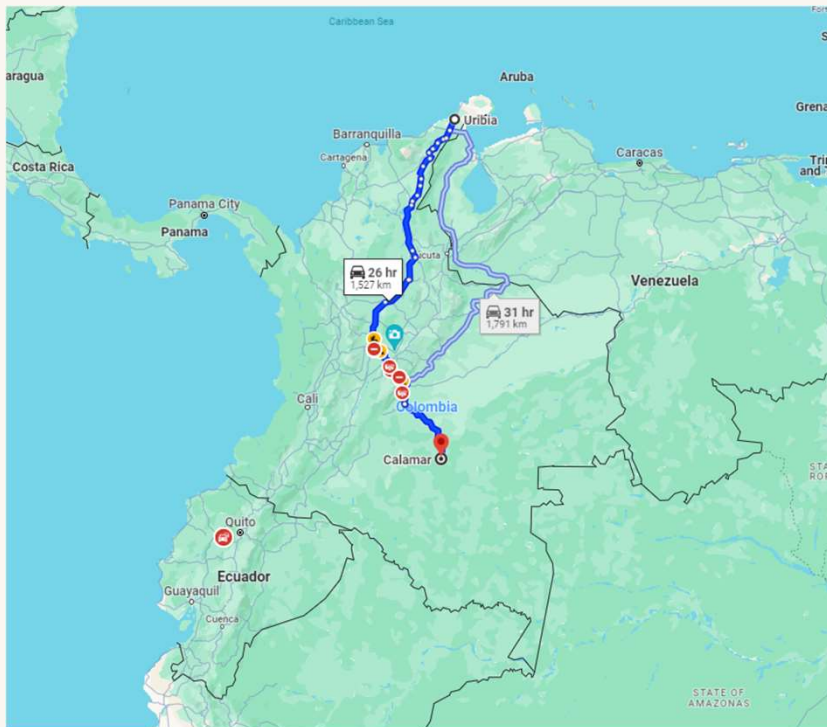 Caribbean Sea
aragua
Aruba
Uribia
Grena
Barranquilla
Cartagena
Costa Rica
Caracas
Tri
and
Panama City
Panama
icuta
26 hr
1,527 km
Venezuela
31 hr
1,791 km
Cali
Colombia
Calamar
Quito
Ecuador
Guayaquil
Cuenca
STATE OF
AMAZONAS